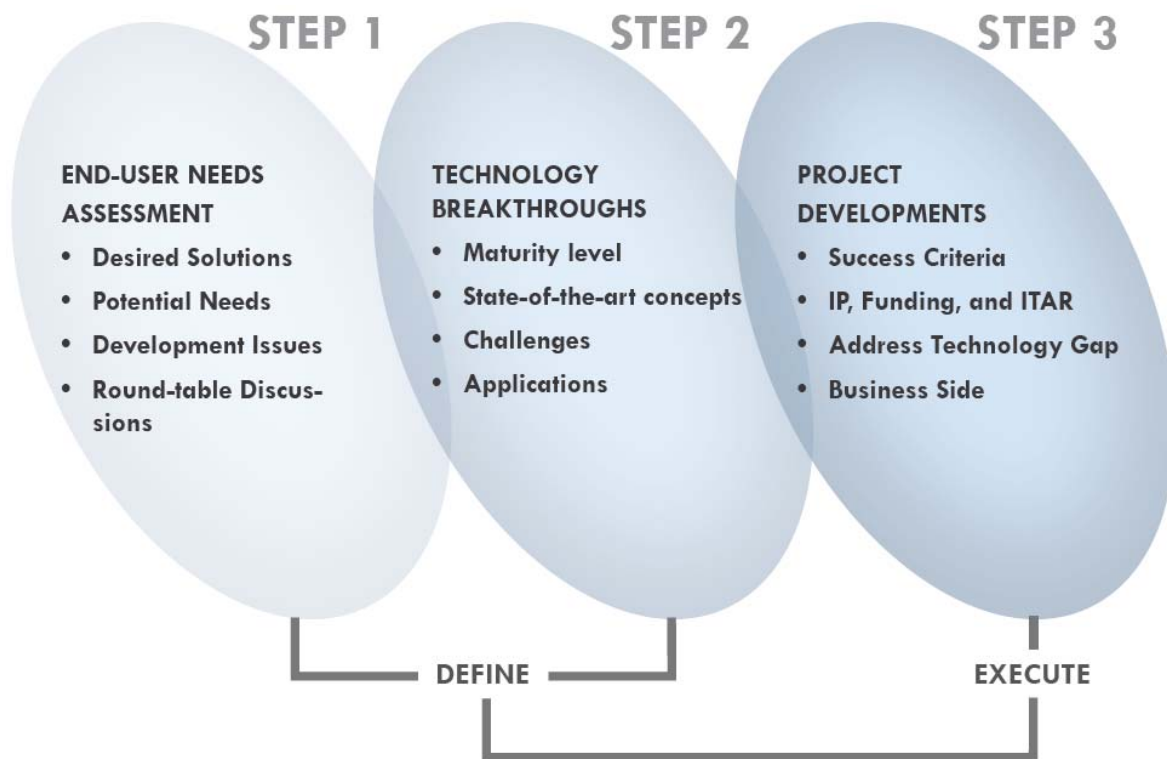 STEP 1
END-USER NEEDS
ASSESSMENT
• Desired Solutions
• Potential Needs
• Development Issues
• Round-table Discus-
sions
STEP 2
TECHNOLOGY
BREAKTHROUGHS
• Maturity level
• State-of-the-art concepts
• Challenges
• Applications
STEP 3
PROJECT
DEVELOPMENTS
• Success Criteria
• IP, Funding, and ITAR
• Address Technology Gap
• Business Side
DEFINE
EXECUTE